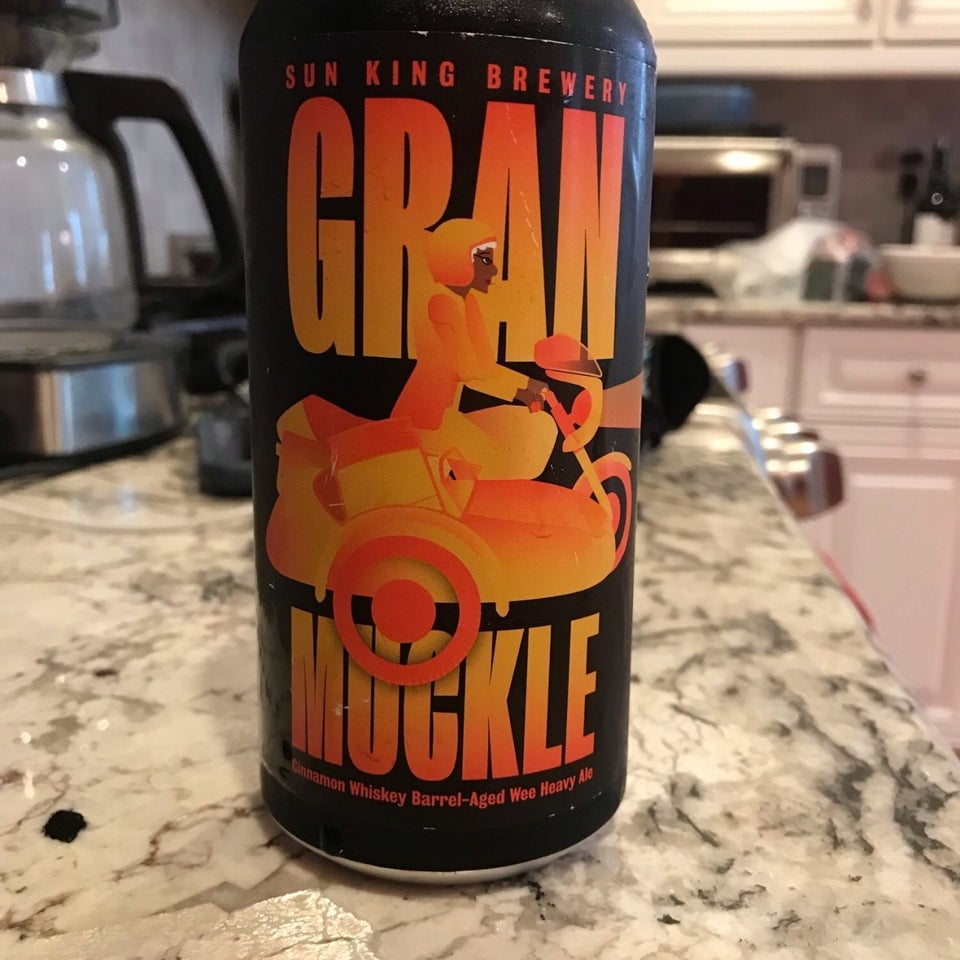 SUN KING BREWERY
GRAN
MUCKLE
Cinnamon Whiskey Barrel-Aged Wee Heavy Ale